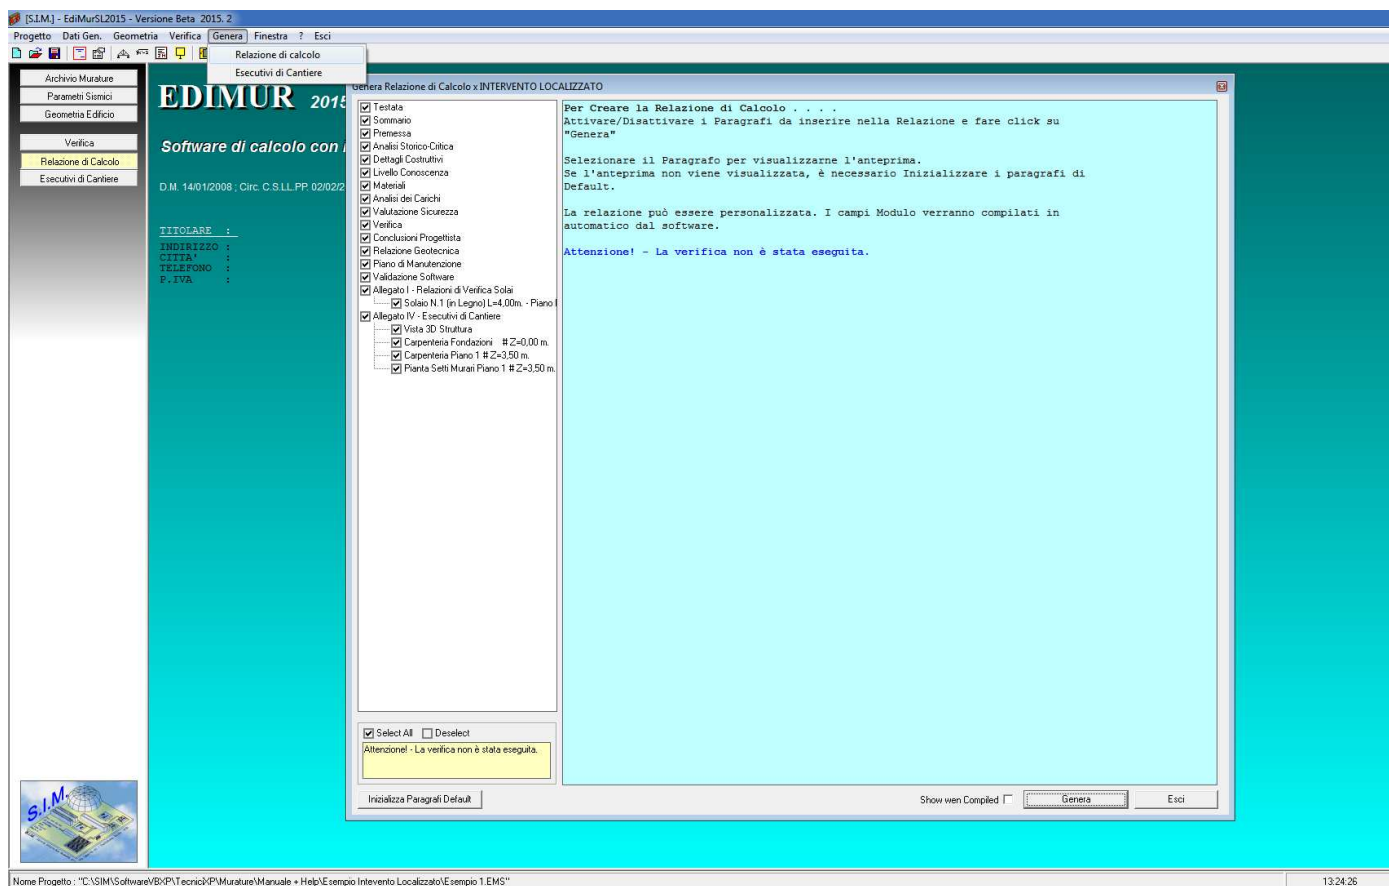 [S.I.M.] - EdiMurSL2015 - Versione Beta 2015. 2
Progetto Dati Gen. Geometria Verifica Genera Finestra ? Esci
Relazione di calcolo
Esecutivi di Cantiere
Archivio Murature
Parametri Sismici
Geometria Edificio
Verifica
Relazione di Calcolo
Esecutivi di Cantiere
EDIMUR 2015
Software di calcolo con
D.M. 14/01/2008 ; Circ. C.S.LL.PP. 02/02/2
TITOLARE :
INDIRIZZO :
CITTA' :
TELEFONO :
P.IVA :
Genera Relazione di Calcolo x INTERVENTO LOCALIZZATO
Testata
Sommario
Premessa
Analisi Storico-Critica
Dettagli Costruttivi
Livello Conoscenza
Materiali
Analisi dei Carichi
Valutazione Sicurezza
Verifica
Conclusioni Progettista
Relazione Geotecnica
Piano di Manutenzione
Validazione Software
Allegato I - Relazioni di Verifica Solai
Solaio N.1 (in Legno) L=4,00m. - Piano
Allegato IV - Esecutivi di Cantiere
Vista 3D Struttura
Carpenteria Fondazioni # Z=0,00 m.
Carpenteria Piano 1 # Z=3,50 m.
Pianta Setti Murari Piano 1 # Z=3,50 m.
Per Creare la Relazione di Calcolo . . . .
Attivare/Disattivare i Paragrafi da inserire nella Relazione e fare click su
"Genera"
Selezionare il Paragrafo per visualizzarne l'anteprima.
Se l'anteprima non viene visualizzata, è necessario Inizializzare i paragrafi di
Default.
La relazione può essere personalizzata. I campi Modulo verranno compilati in
automatico dal software.
Attenzione! - La verifica non è stata eseguita.
Select All Deselect
Attenzione! - La verifica non è stata eseguita.
Inizializza Paragrafi Default
Show wen Compiled
Genera
Esci
S.I.M.
Nome Progetto : "C:\SIM\SoftwareVBXP\TecniciXP\Murature\Manuale + Help\Esempio Intevento Localizzato\Esempio 1.EMS"
13:24:26